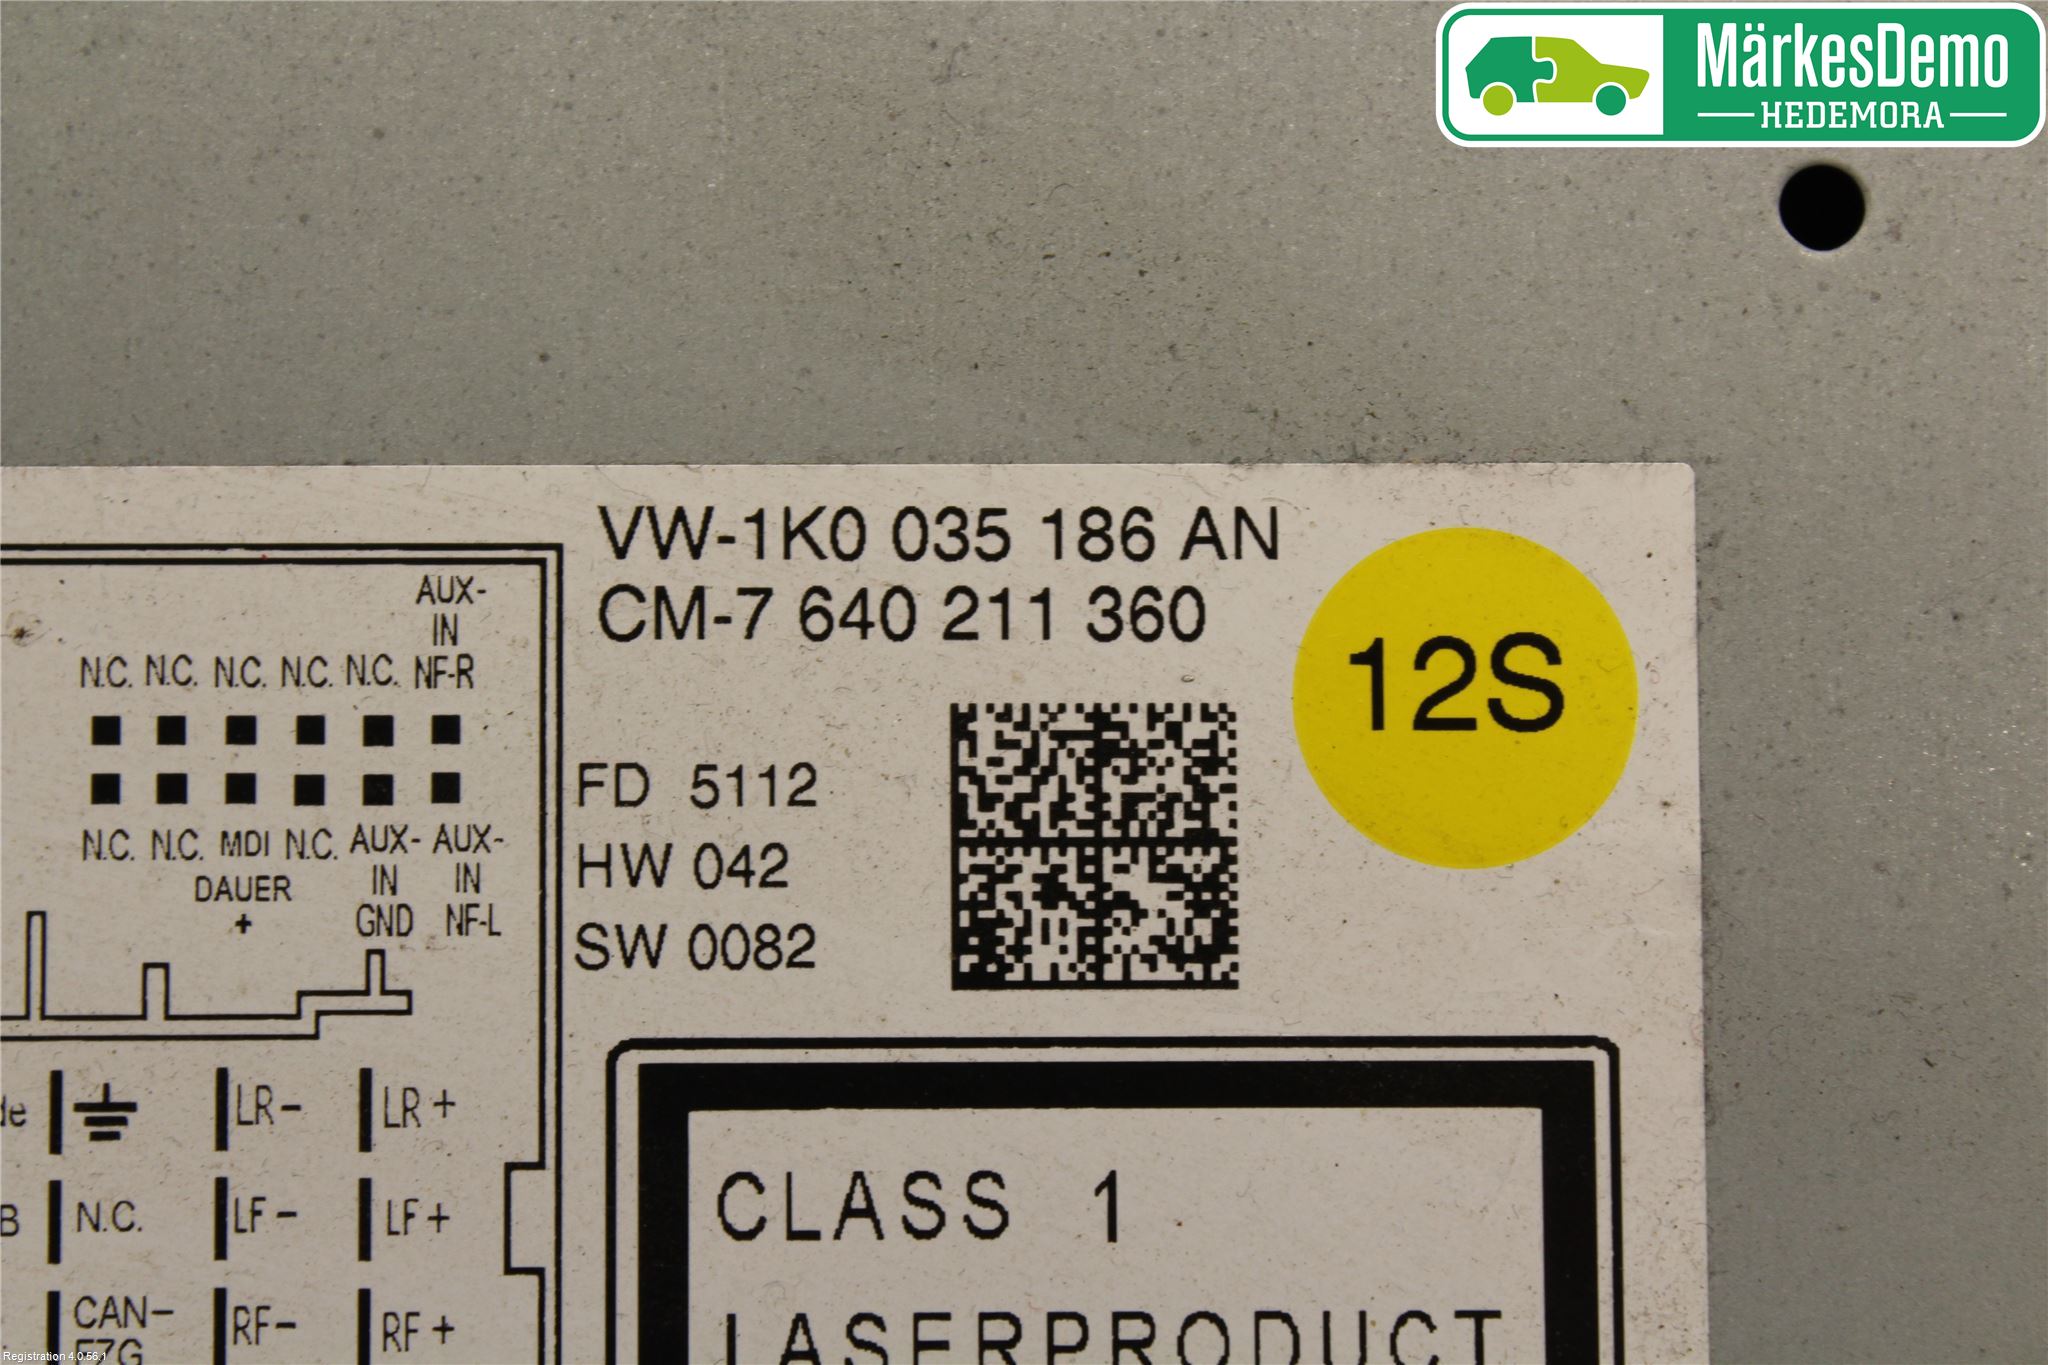 MärkesDemo
HEDEMORA
VW-1K0 035 186 AN
CM-7 640 211 360
12S
AUX-
IN
N.C. N.C. N.C. N.C. N.C. NF-R
N.C. N.C. MDI N.C. AUX- AUX-
DAUER IN IN
+ GND NF-L
FD 5112
HW 042
SW 0082
LR- LR+
B N.C. LF- LF+
CAN- RF- RF+
FZG
CLASS 1
LASERPRODUCT
Registration 4.0.56.1